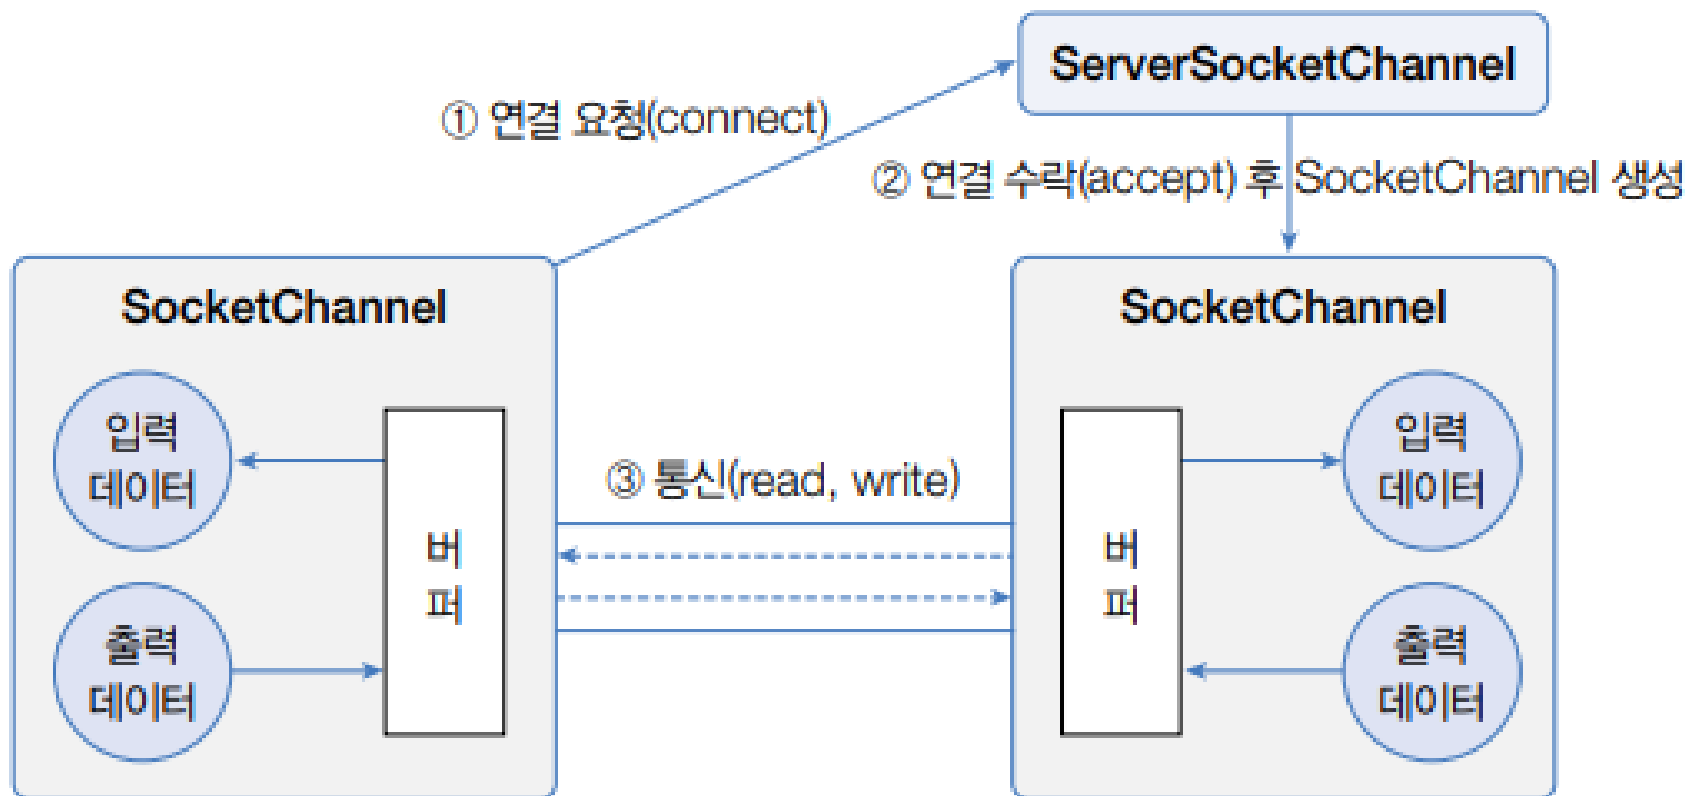 ServerSocketChannel
① 연결 요청(connect)
② 연결 수락(accept) 후 SocketChannel 생성
SocketChannel
입력
데이터
버
퍼
출력
데이터
③ 통신(read, write)
SocketChannel
버
퍼
입력
데이터
출력
데이터